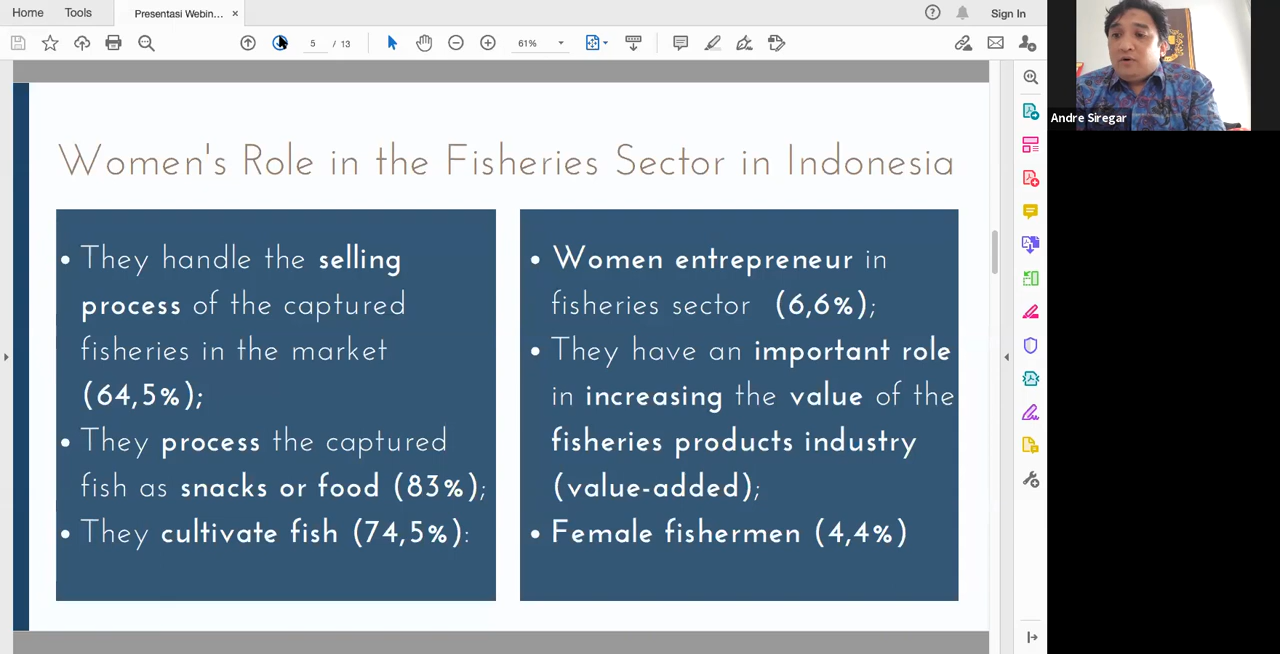 Home Tools Presentasi Webin... × Sign In
5 / 13 61%
Andre Siregar
Women's Role in the Fisheries Sector in Indonesia
• They handle the selling
process of the captured
fisheries in the market
(64,5%);
• They process the captured
fish as snacks or food (83%);
• They cultivate fish (74,5%):
• Women entrepreneur in
fisheries sector (6,6%);
• They have an important role
in increasing the value of the
fisheries products industry
(value-added);
• Female fishermen (4,4%)